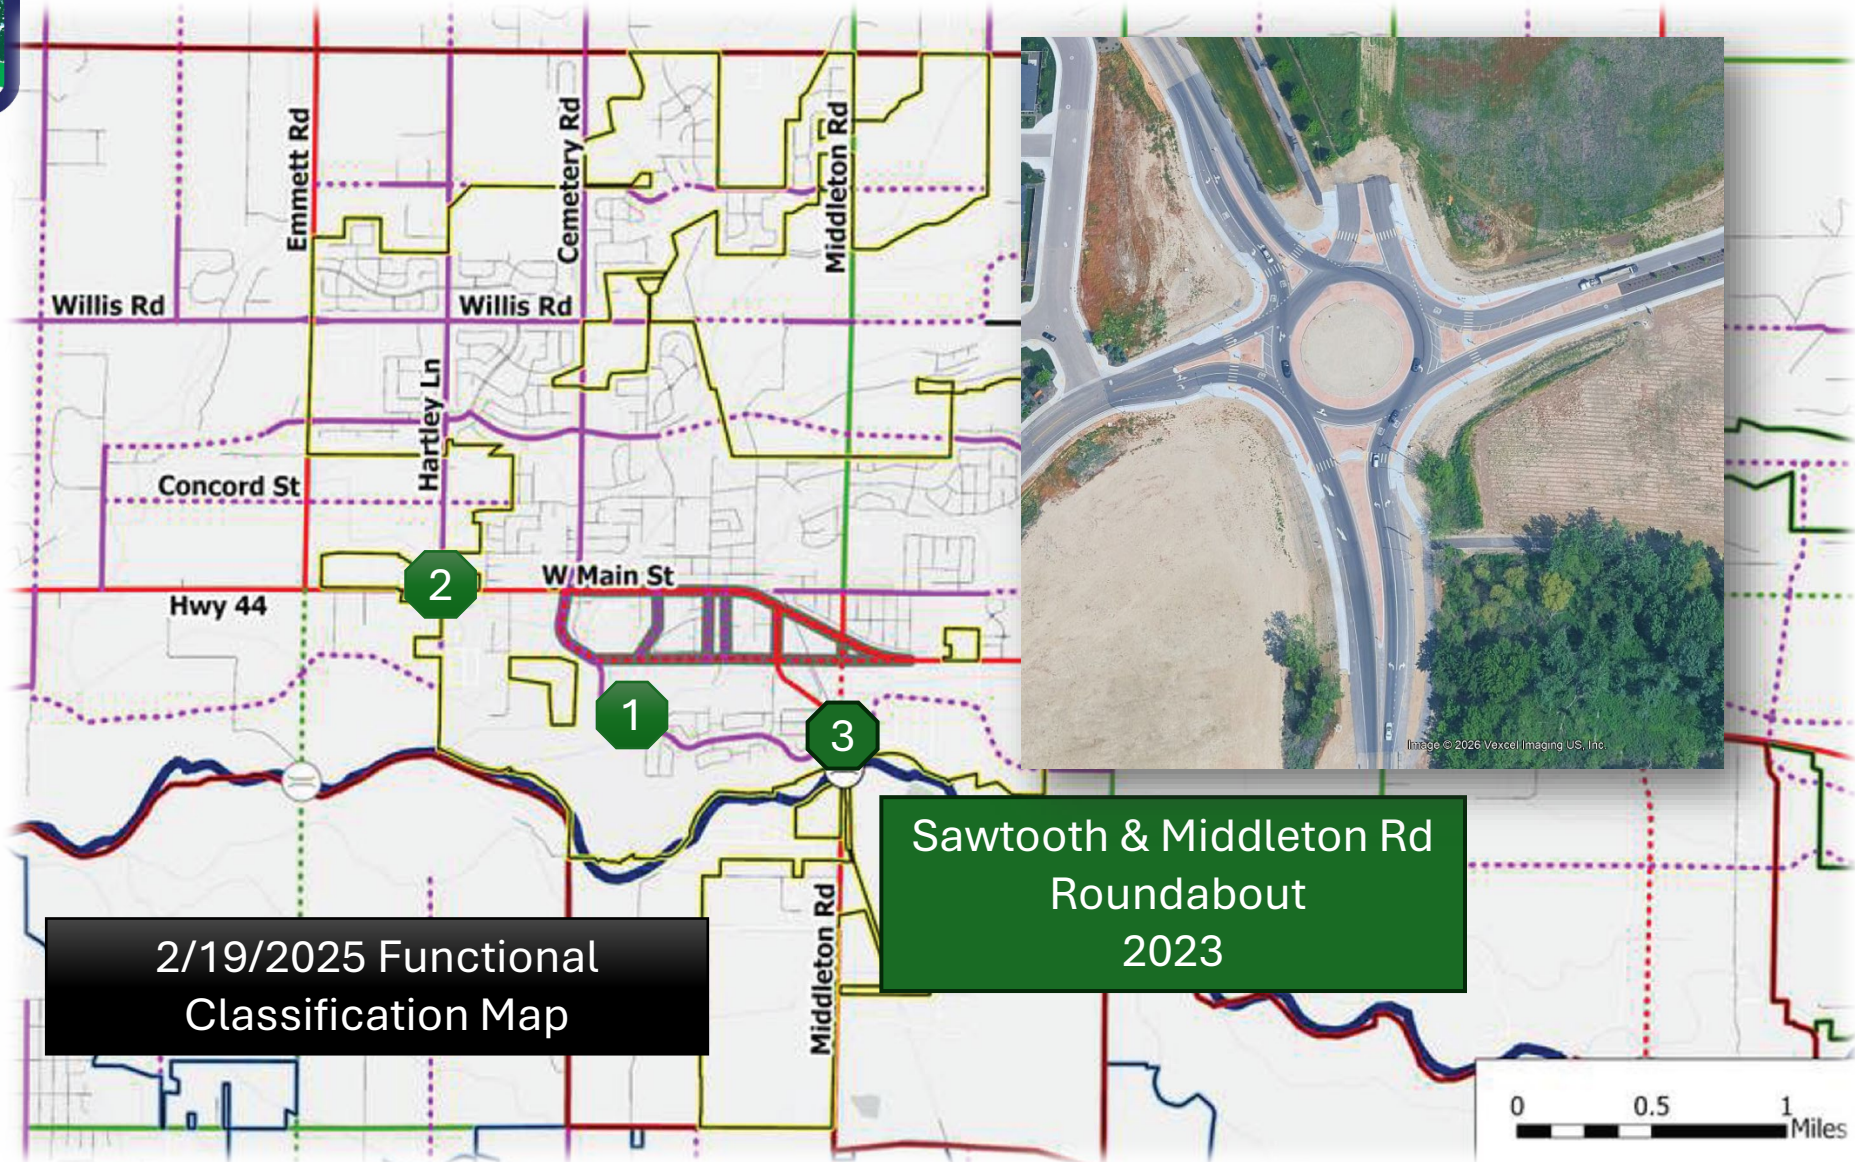 Emmett Rd
Cemetery Rd
Middleton Rd
Willis Rd
Willis Rd
Hartley Ln
Concord St
2
W Main St
Hwy 44
1
3
Image © 2026 Vexcel Imaging US, Inc.
Sawtooth & Middleton Rd
Roundabout
2023
Middleton Rd
2/19/2025 Functional
Classification Map
0
0.5
1
Miles